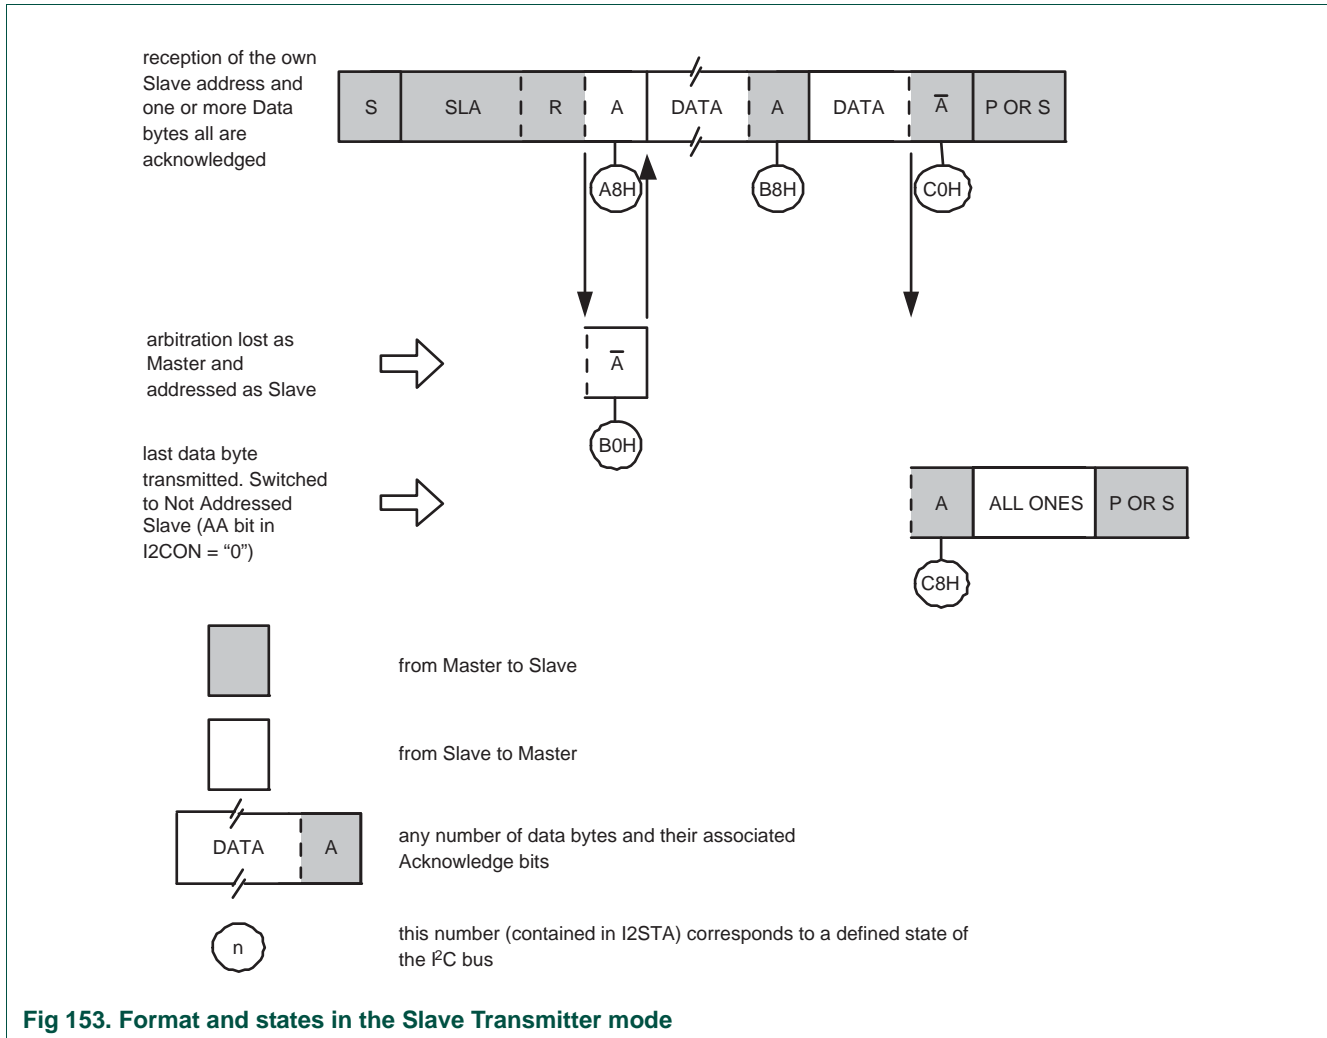 reception of the own
Slave address and
one or more Data
bytes all are
acknowledged
S SLA R A DATA A DATA A̅ P OR S
A8H B8H C0H
arbitration lost as
Master and
addressed as Slave
A̅
B0H
last data byte
transmitted. Switched
to Not Addressed
Slave (AA bit in
I2CON = “0”)
A ALL ONES P OR S
C8H
from Master to Slave
from Slave to Master
DATA A
any number of data bytes and their associated
Acknowledge bits
n
this number (contained in I2STA) corresponds to a defined state of
the I²C bus
Fig 153. Format and states in the Slave Transmitter mode